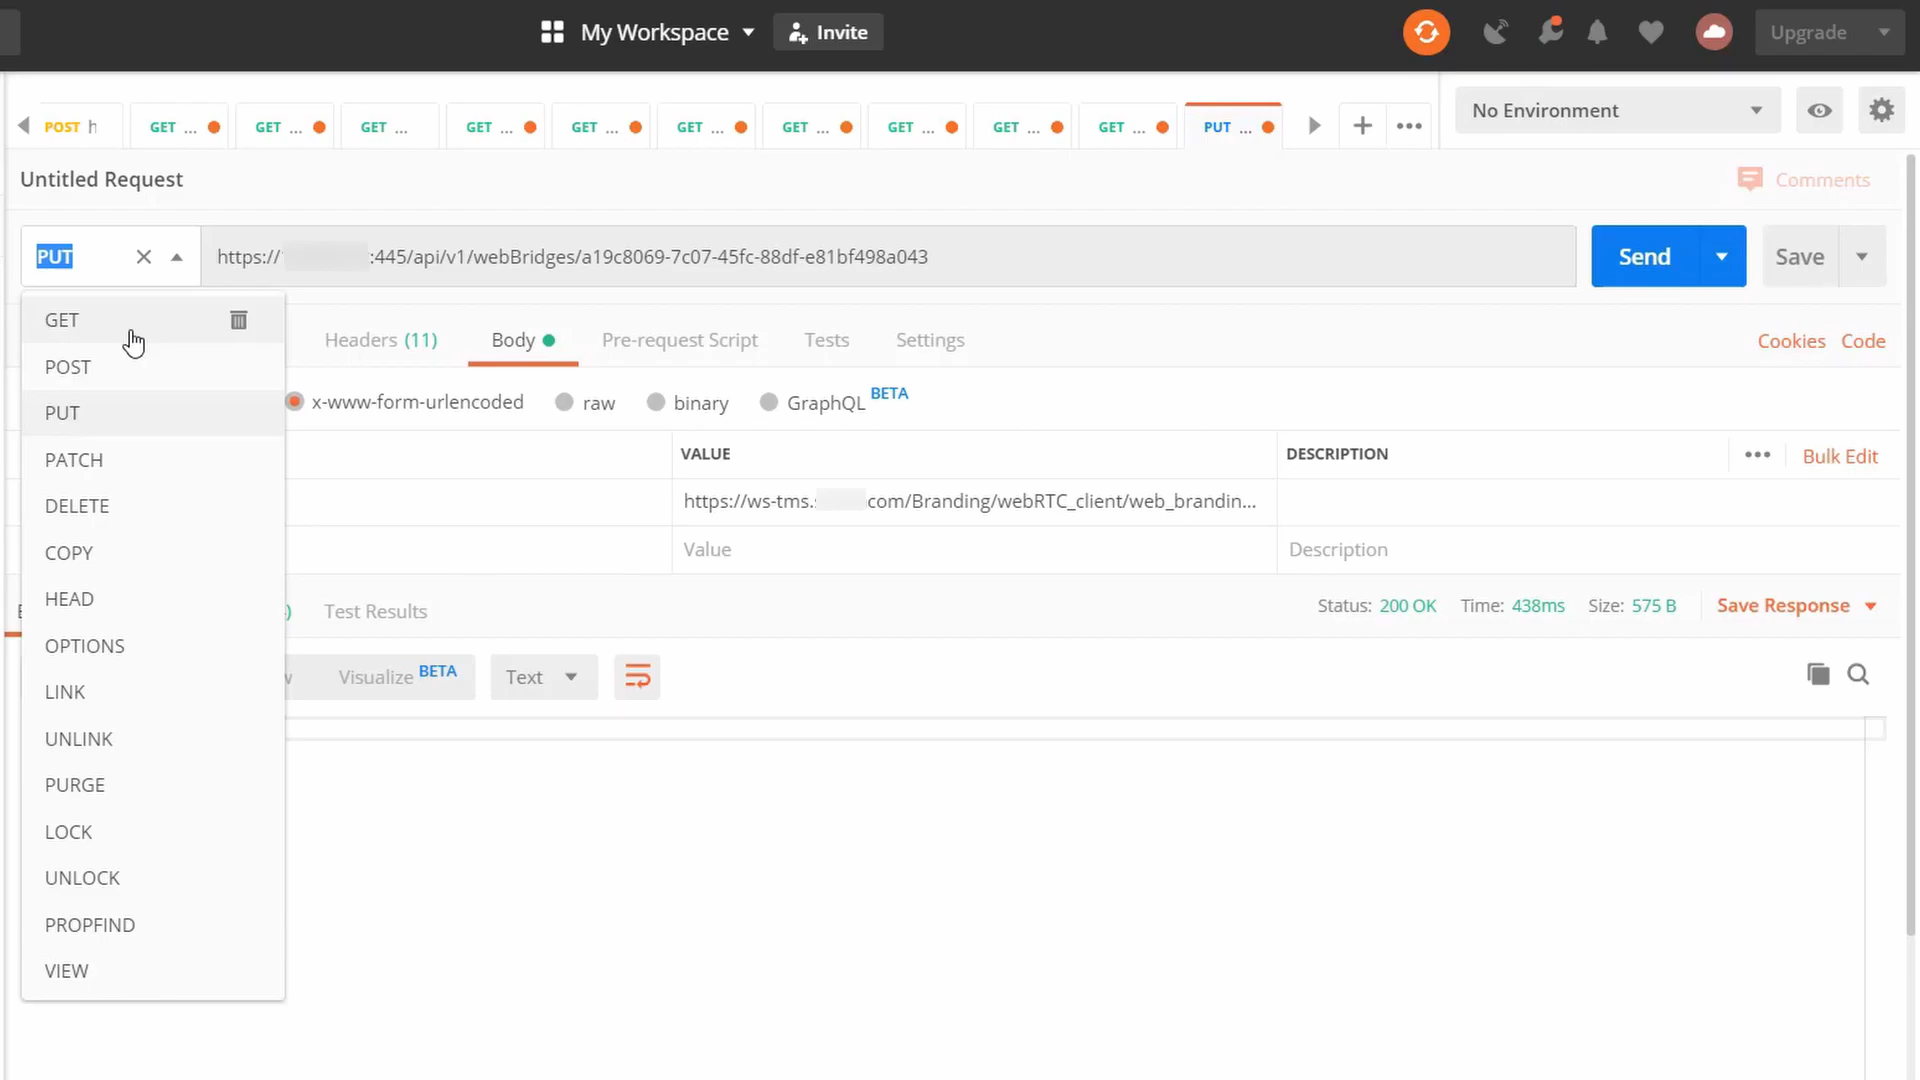 My Workspace Invite Upgrade
POST h GET ... GET ... GET ... GET ... GET ... GET ... GET ... GET ... GET ... GET ... PUT ... No Environment
Untitled Request Comments
PUT https:// :445/api/v1/webBridges/a19c8069-7c07-45fc-88df-e81bf498a043 Send Save
GET
POST
PUT
PATCH
DELETE
COPY
HEAD
OPTIONS
LINK
UNLINK
PURGE
LOCK
UNLOCK
PROPFIND
VIEW
Headers (11) Body Pre-request Script Tests Settings Cookies Code
x-www-form-urlencoded raw binary GraphQL BETA
VALUE DESCRIPTION Bulk Edit
https://ws-tms. com/Branding/webRTC_client/web_brandin...
Value Description
Test Results Status: 200 OK Time: 438ms Size: 575 B Save Response
Visualize BETA Text